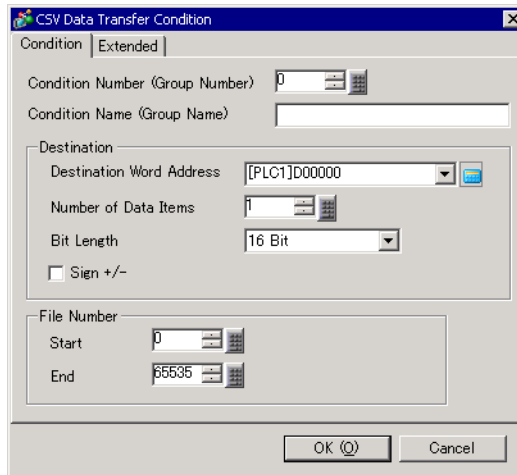 CSV Data Transfer Condition
Condition Extended
Condition Number (Group Number) 0
Condition Name (Group Name)
Destination
Destination Word Address [PLC1]D00000
Number of Data Items 1
Bit Length 16 Bit
Sign +/-
File Number
Start 0
End 65535
OK (O) Cancel